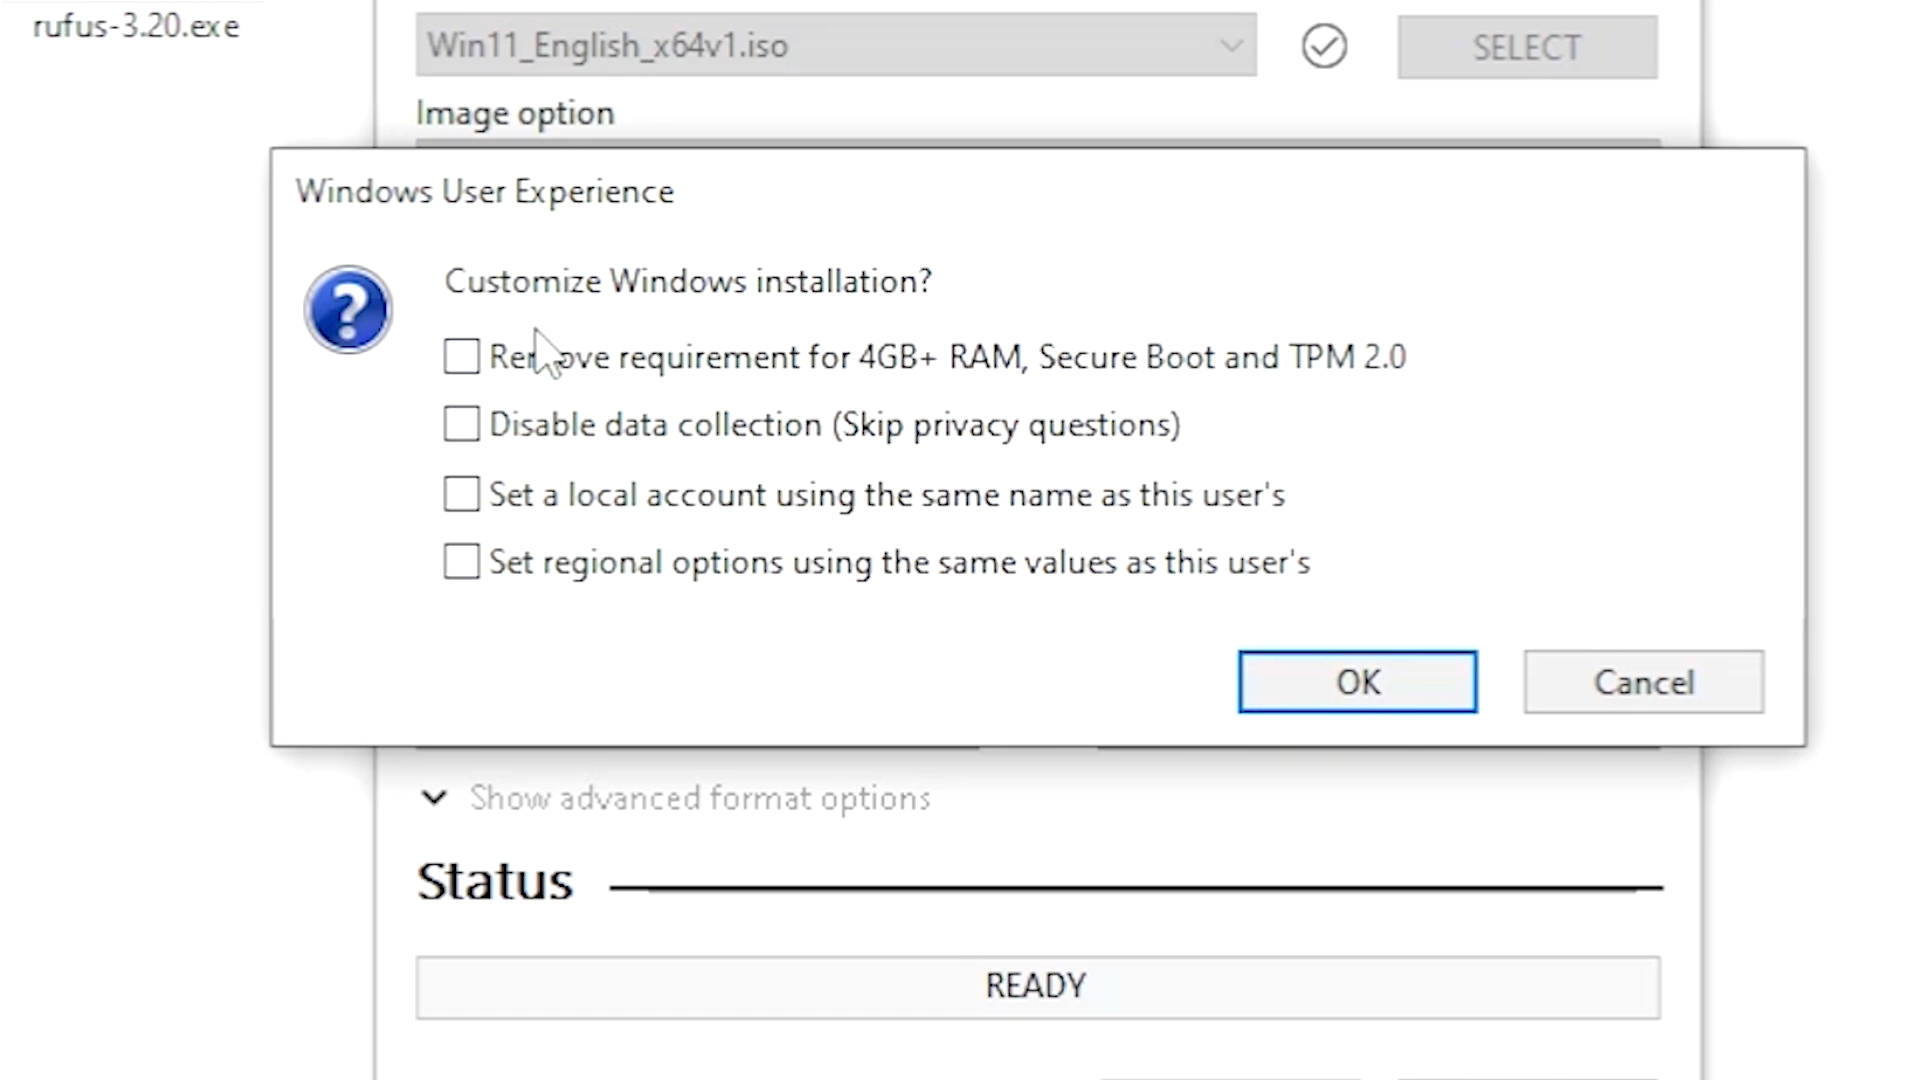 rufus-3.20.exe
Win11_English_x64v1.iso
SELECT
Image option
Windows User Experience
Customize Windows installation?
Remove requirement for 4GB+ RAM, Secure Boot and TPM 2.0
Disable data collection (Skip privacy questions)
Set a local account using the same name as this user's
Set regional options using the same values as this user's
OK
Cancel
Show advanced format options
Status
READY